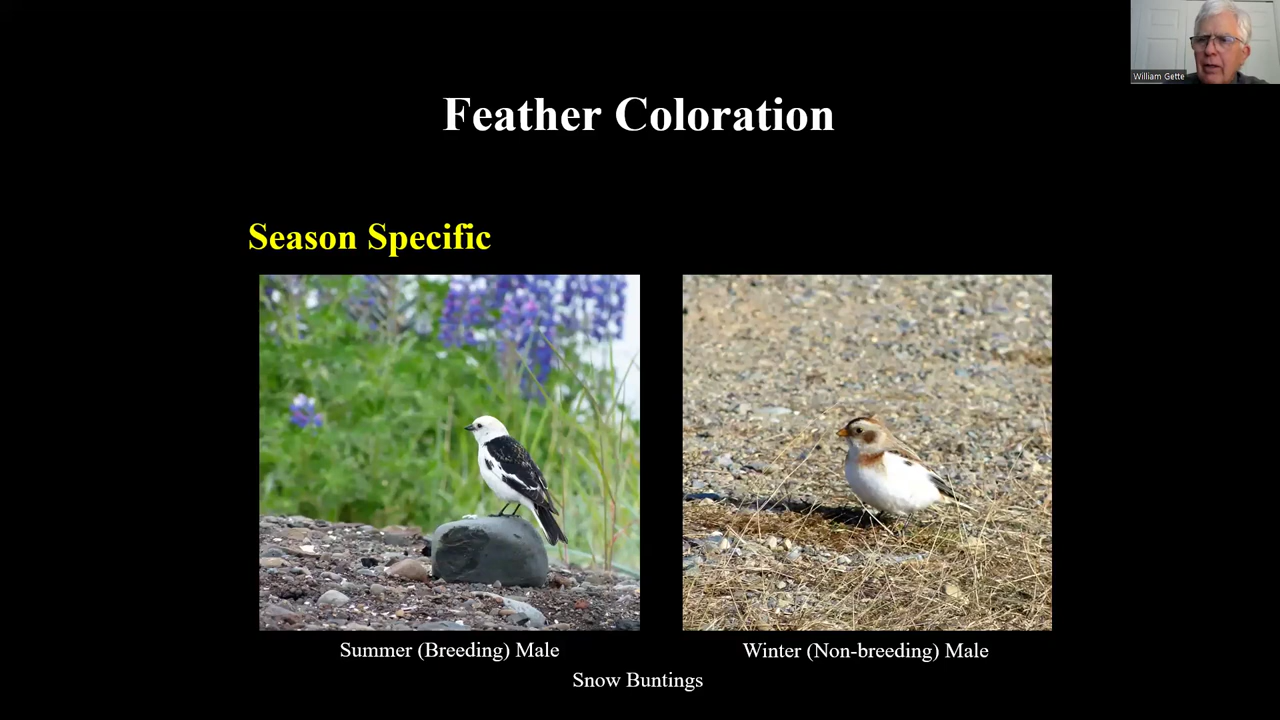 William Gette
Feather Coloration
Season Specific
Summer (Breeding) Male
Winter (Non-breeding) Male
Snow Buntings